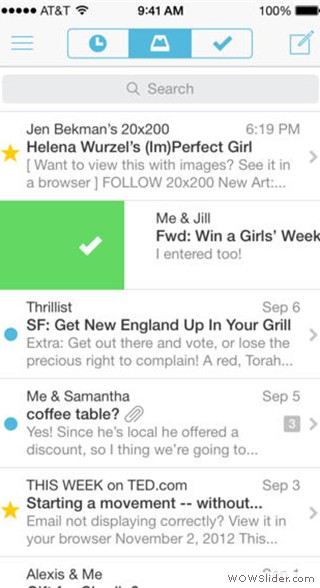 AT&T 9:41 AM 100%
Search
Jen Bekman's 20x200 6:19 PM
Helena Wurzel's (Im)Perfect Girl
[ Want to view this with images? See it in
a browser ] FOLLOW 20x200 New Art:...
Me & Jill
Fwd: Win a Girls' Week
I entered too!
Thrillist Sep 6
SF: Get New England Up In Your Grill
Extra: Get out there and vote, or lose the
precious right to complain! A red, Torah...
Me & Samantha Sep 5
coffee table?
3
Yes! Since he's local he offered a
discount, so I thing we're going to...
THIS WEEK on TED.com Sep 3
Starting a movement -- without...
Email not displaying correctly? View it in
your browser November 2, 2012 This...
Alexis & Me Sep 1
WOWSlider.com